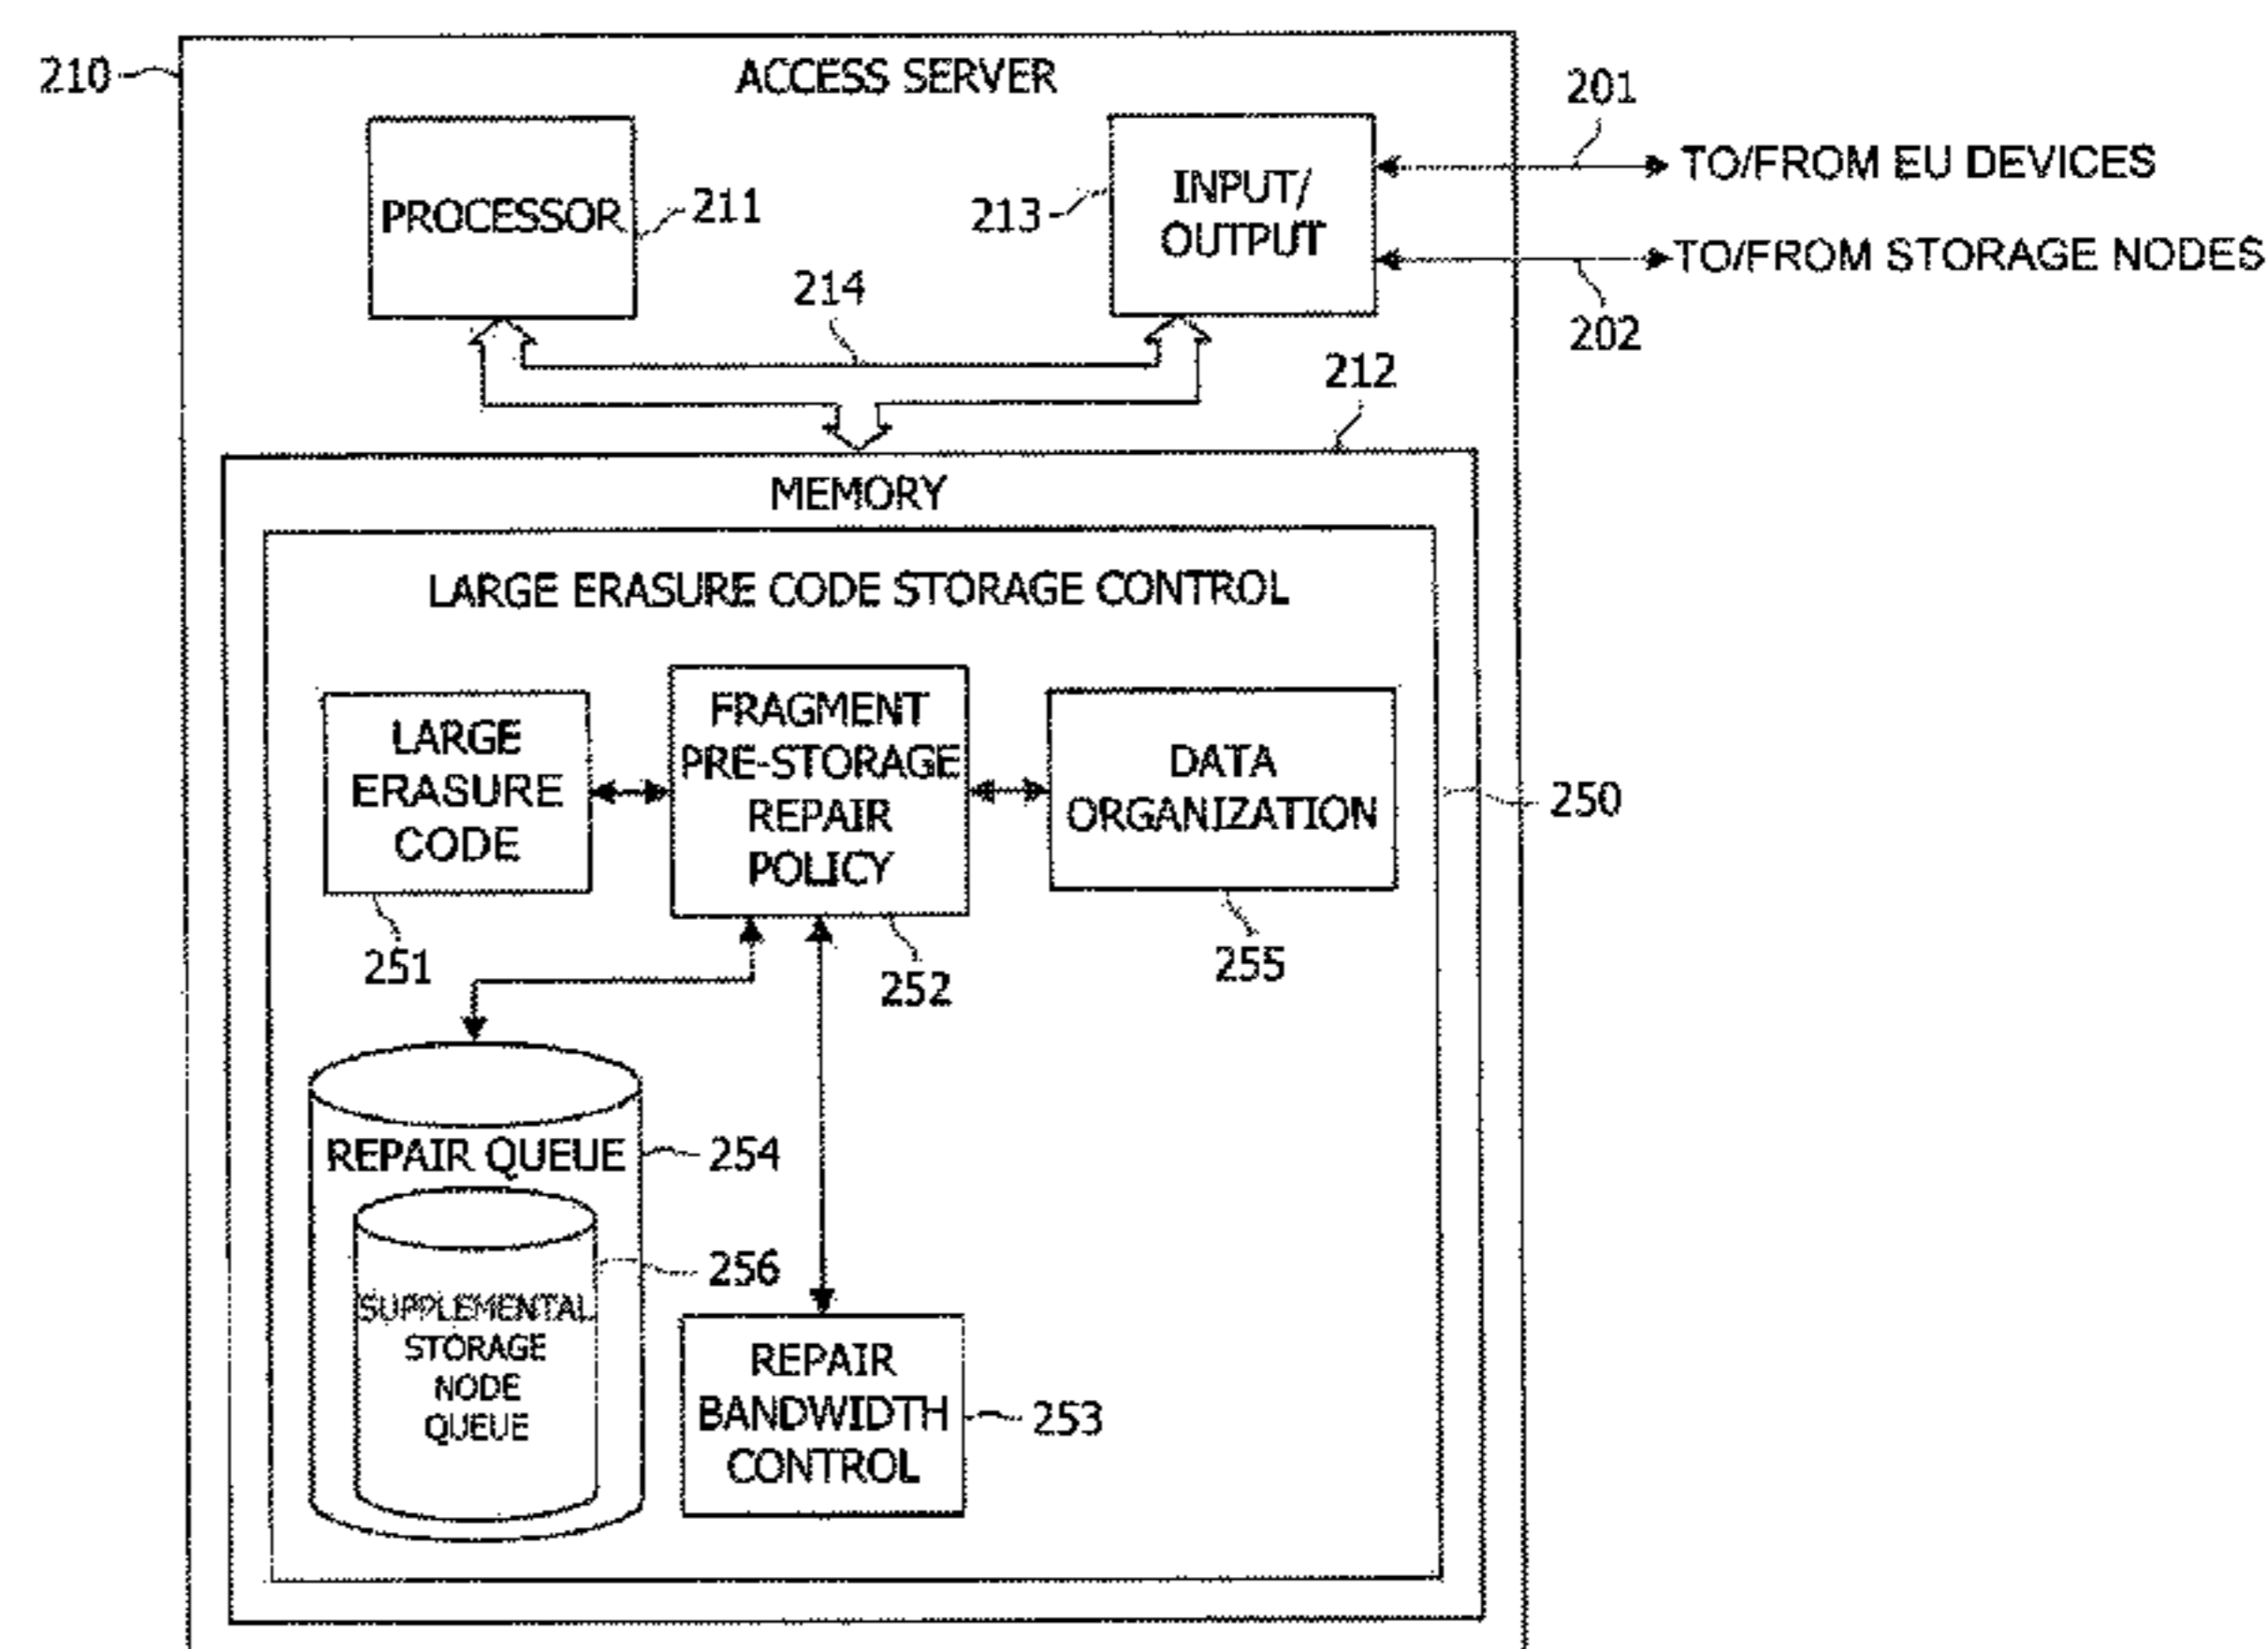 210
ACCESS SERVER
201
TO/FROM EU DEVICES
PROCESSOR
211
213
INPUT/
OUTPUT
TO/FROM STORAGE NODES
214
202
212
MEMORY
LARGE ERASURE CODE STORAGE CONTROL
LARGE
ERASURE
CODE
FRAGMENT
PRE-STORAGE
REPAIR
POLICY
DATA
ORGANIZATION
250
251
252
255
REPAIR QUEUE
254
256
SUPPLEMENTAL
STORAGE
NODE
QUEUE
REPAIR
BANDWIDTH
CONTROL
253